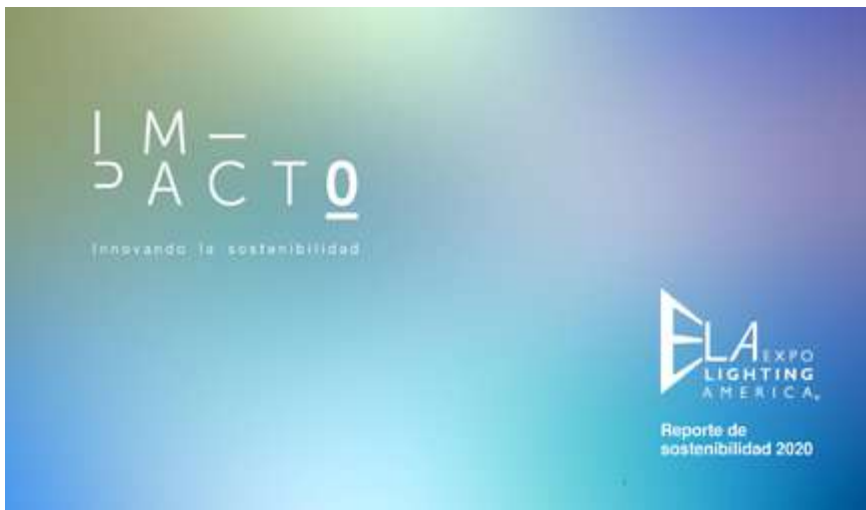 IM-
PACTO
Innovando la sostenibilidad
ELA EXPO
LIGHTING
AMERICA®
Reporte de
sostenibilidad 2020